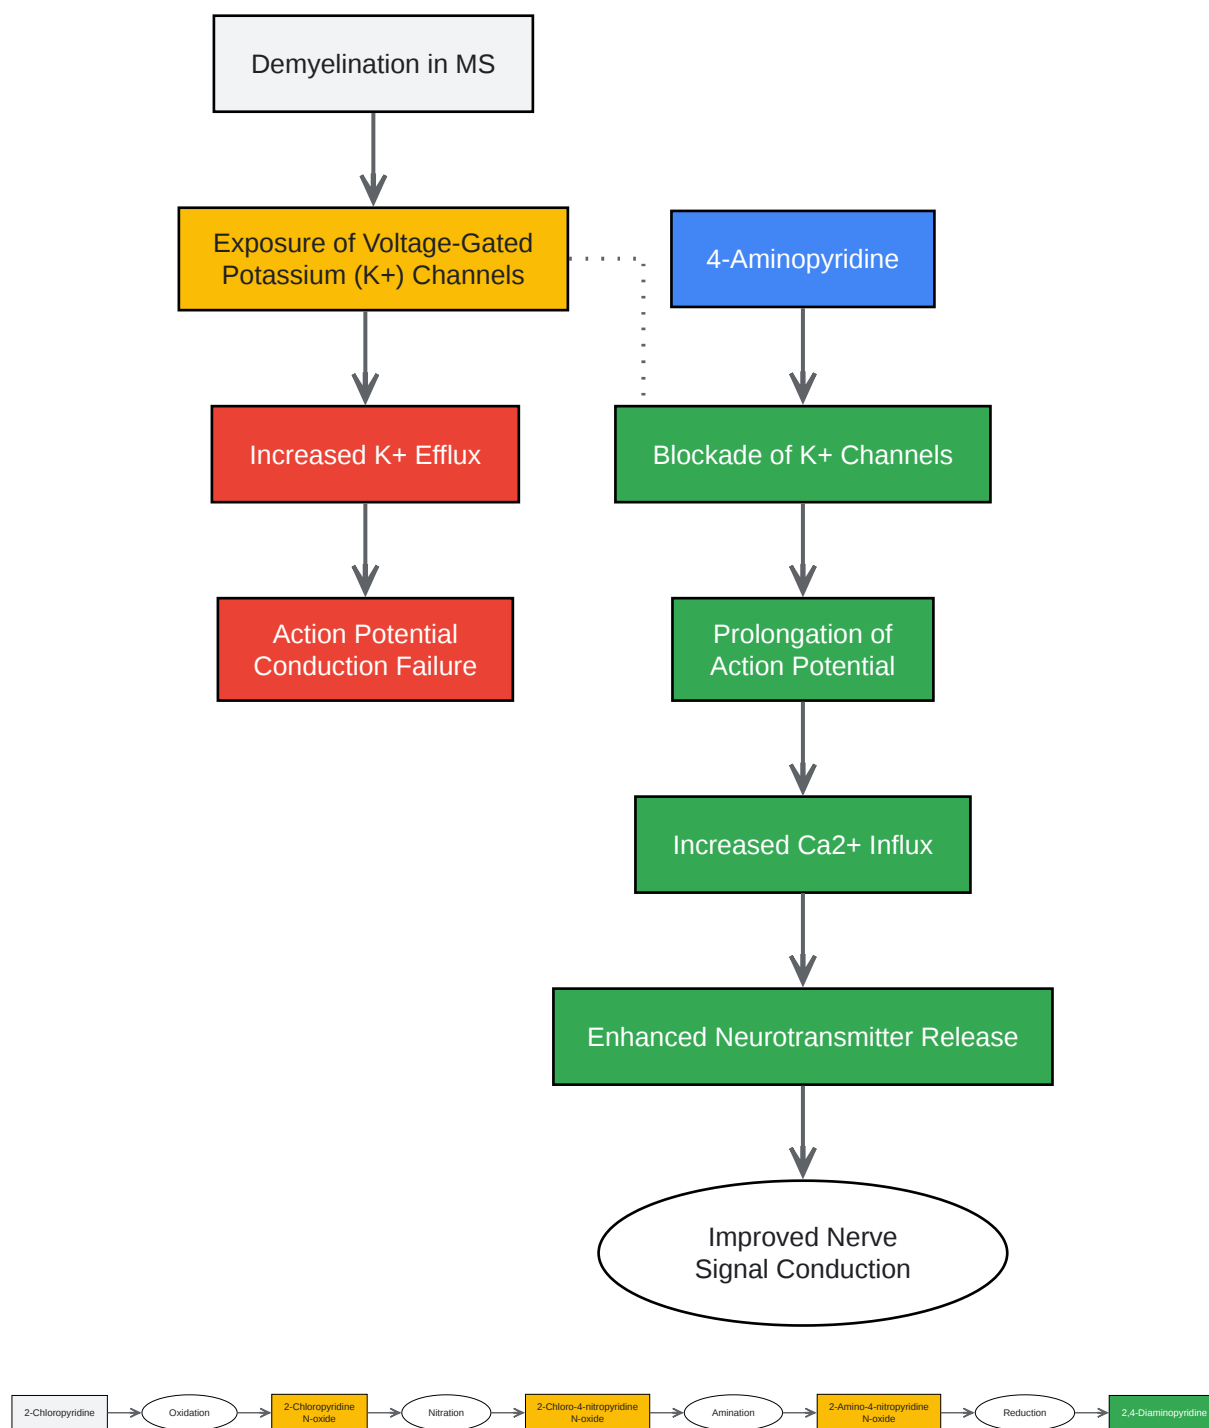 Demyelination in MS
Exposure of Voltage-Gated
Potassium (K+) Channels
4-Aminopyridine
Increased K+ Efflux
Blockade of K+ Channels
Action Potential
Conduction Failure
Prolongation of
Action Potential
Increased Ca2+ Influx
Enhanced Neurotransmitter Release
Improved Nerve
Signal Conduction
2-Chloropyridine
Oxidation
2-Chloropyridine
N-oxide
Nitration
2-Chloro-4-nitropyridine
N-oxide
Amination
2-Amino-4-nitropyridine
N-oxide
Reduction
2,4-Diaminopyridine